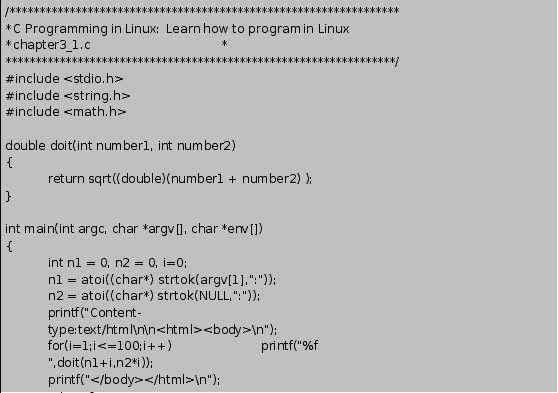 /******************************************************************
*C Programming in Linux: Learn how to program in Linux
*chapter3_1.c *
******************************************************************/
#include <stdio.h>
#include <string.h>
#include <math.h>
double doit(int number1, int number2)
{
return sqrt((double)(number1 + number2) );
}
int main(int argc, char *argv[], char *env[])
{
int n1 = 0, n2 = 0, i=0;
n1 = atoi((char*) strtok(argv[1],":"));
n2 = atoi((char*) strtok(NULL,":"));
printf("Content-
type:text/html\n\n<html><body>\n");
for(i=1;i<=100;i++) printf("%f
",doit(n1+i,n2*i));
printf("</body></html>\n");